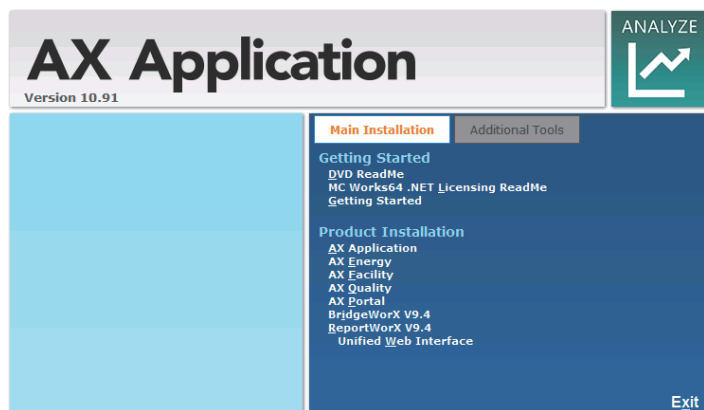 AX Application
Version 10.91
ANALYZE
Main Installation
Additional Tools
Getting Started
DVD ReadMe
MC Works64 .NET Licensing ReadMe
Getting Started
Product Installation
AX Application
AX Energy
AX Facility
AX Quality
AX Portal
BridgeWorX V9.4
ReportWorX V9.4
Unified Web Interface
Exit